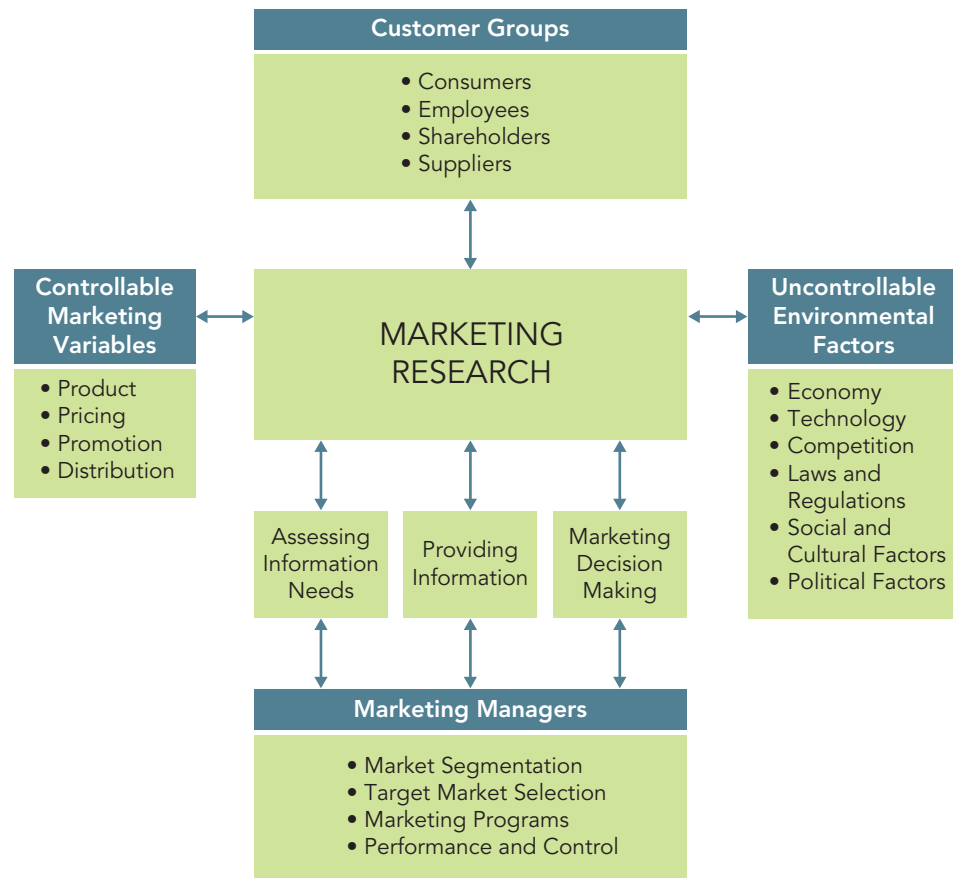 Customer Groups
• Consumers
• Employees
• Shareholders
• Suppliers
Controllable
Marketing
Variables
• Product
• Pricing
• Promotion
• Distribution
MARKETING
RESEARCH
Uncontrollable
Environmental
Factors
• Economy
• Technology
• Competition
• Laws and
Regulations
• Social and
Cultural Factors
• Political Factors
Assessing
Information
Needs
Providing
Information
Marketing
Decision
Making
Marketing Managers
• Market Segmentation
• Target Market Selection
• Marketing Programs
• Performance and Control